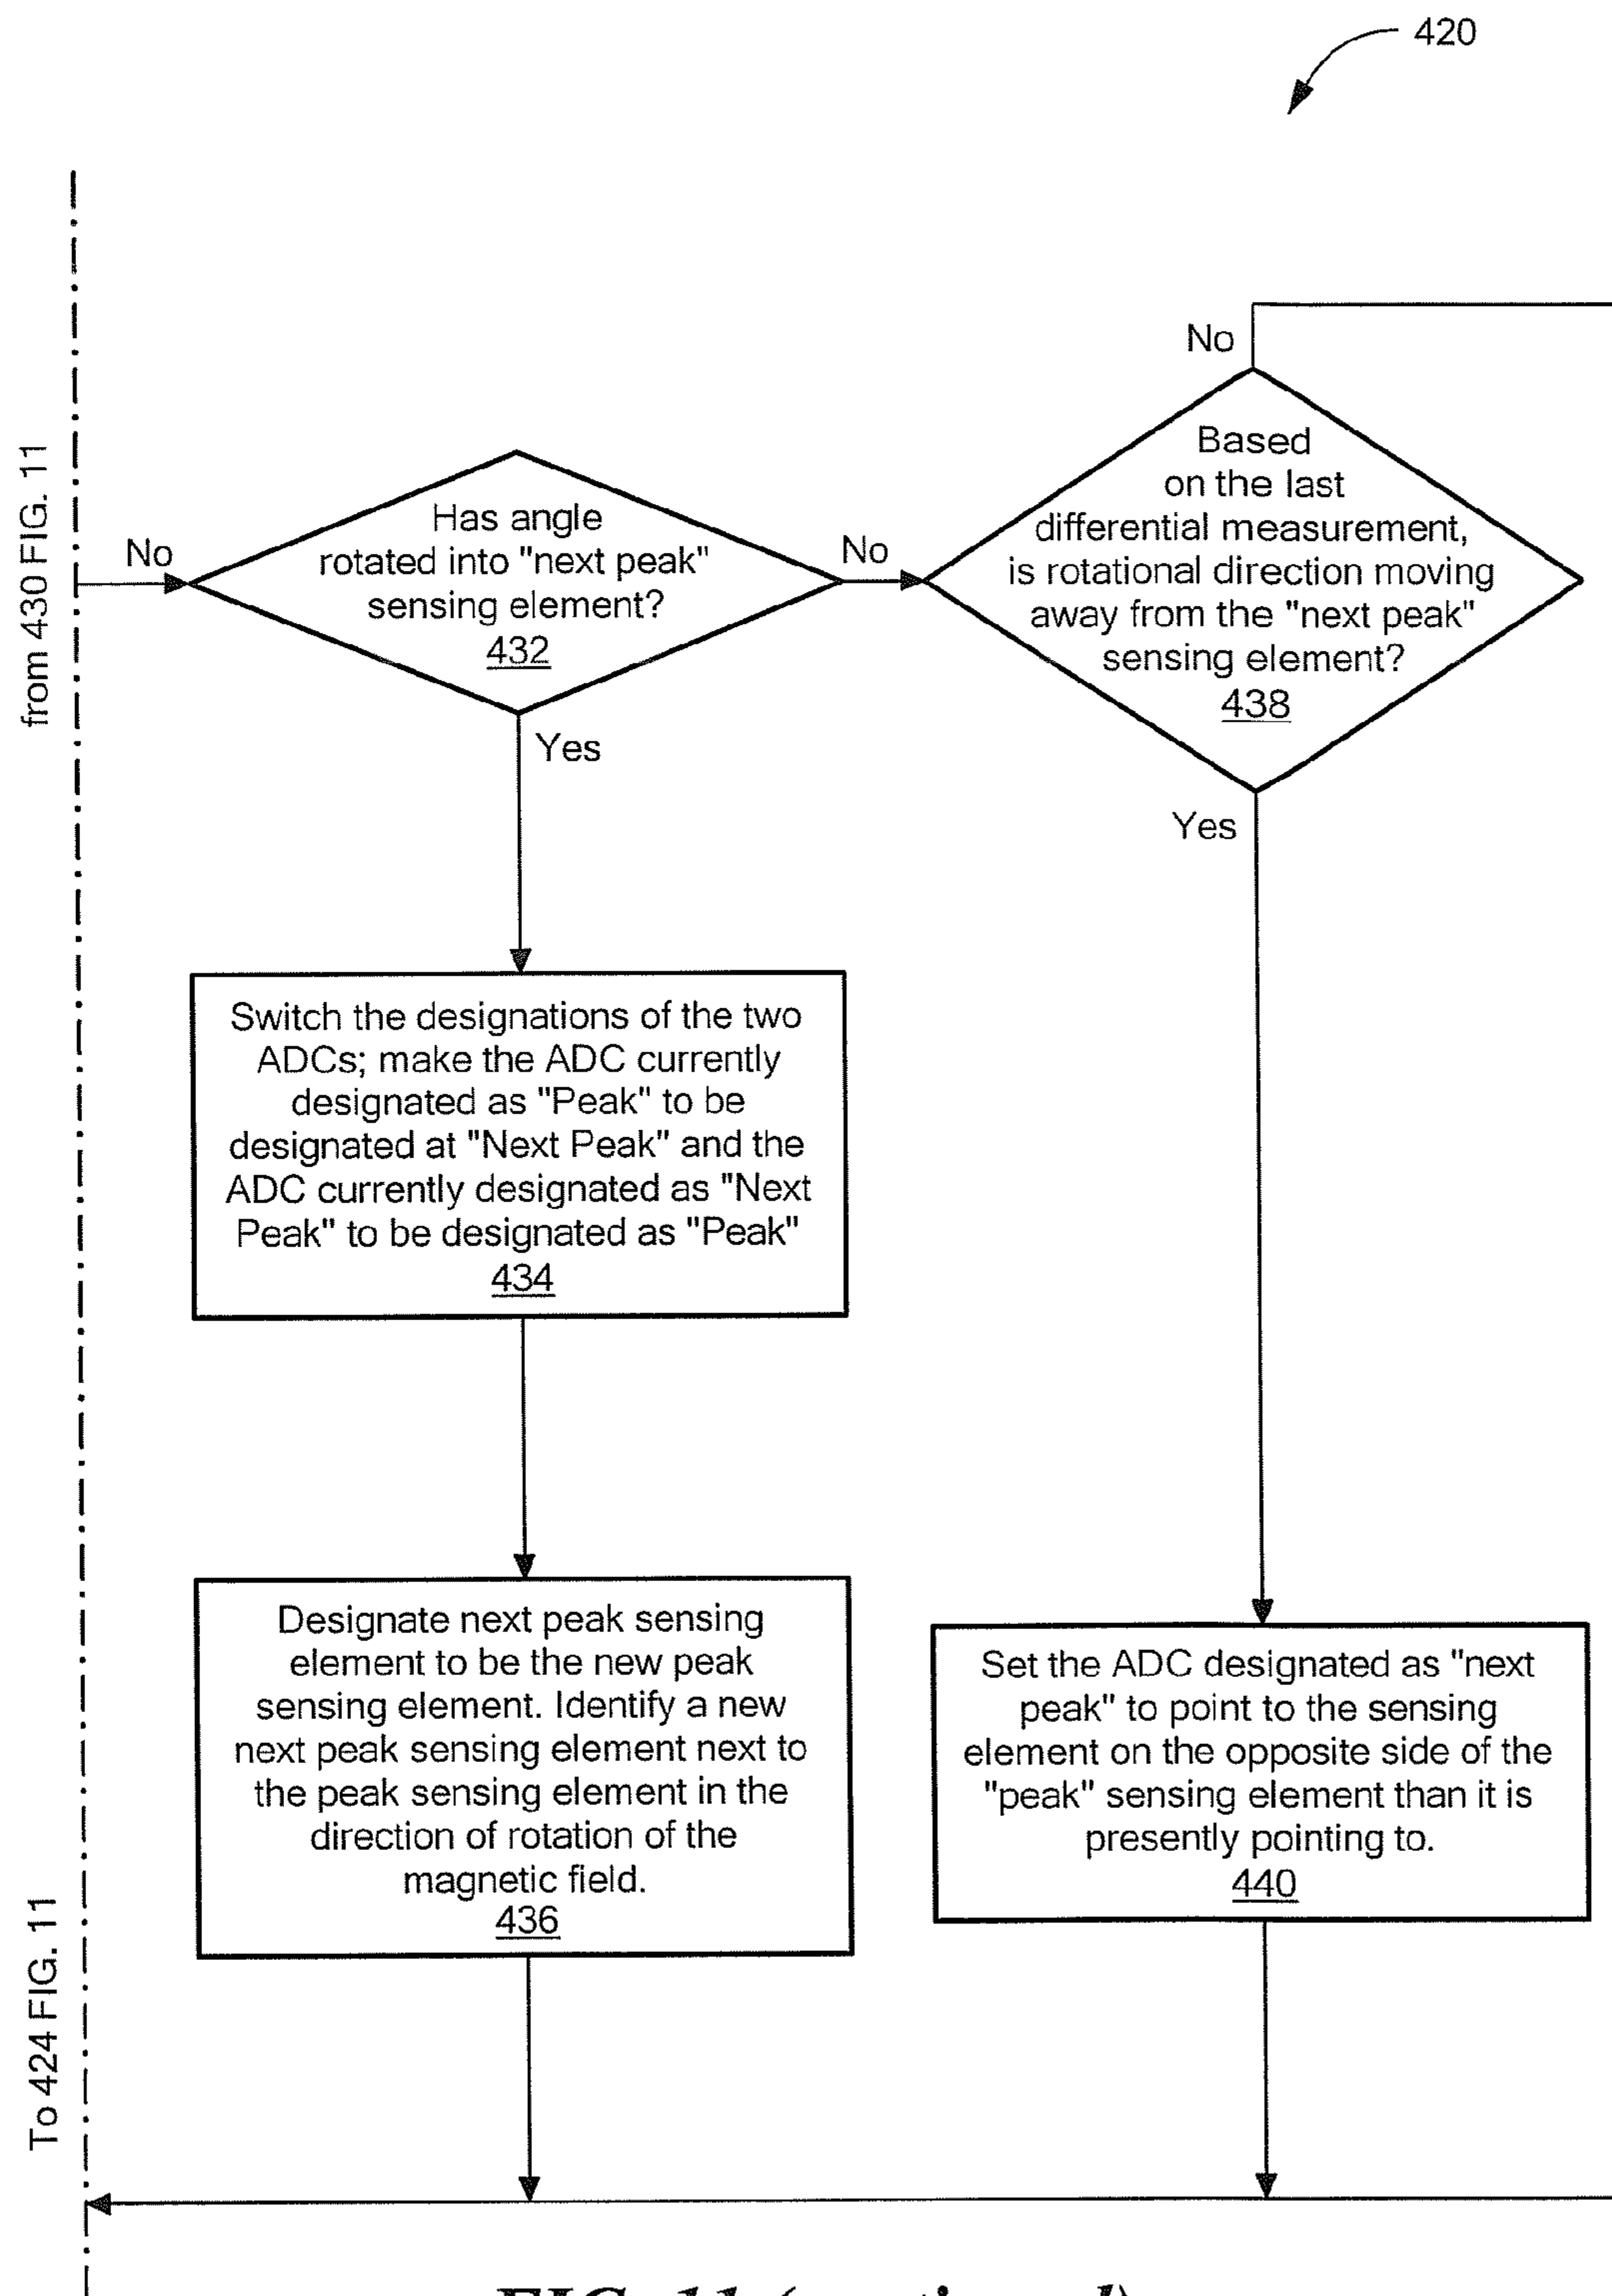 420
from 430 FIG. 11
No
Has angle
rotated into "next peak"
sensing element?
432
No
No
Based
on the last
differential measurement,
is rotational direction moving
away from the "next peak"
sensing element?
438
Yes
Yes
Switch the designations of the two
ADCs; make the ADC currently
designated as "Peak" to be
designated at "Next Peak" and the
ADC currently designated as "Next
Peak" to be designated as "Peak"
434
Designate next peak sensing
element to be the new peak
sensing element. Identify a new
next peak sensing element next to
the peak sensing element in the
direction of rotation of the
magnetic field.
436
Set the ADC designated as "next
peak" to point to the sensing
element on the opposite side of the
"peak" sensing element than it is
presently pointing to.
440
To 424 FIG. 11
FIG. 11 (continued)